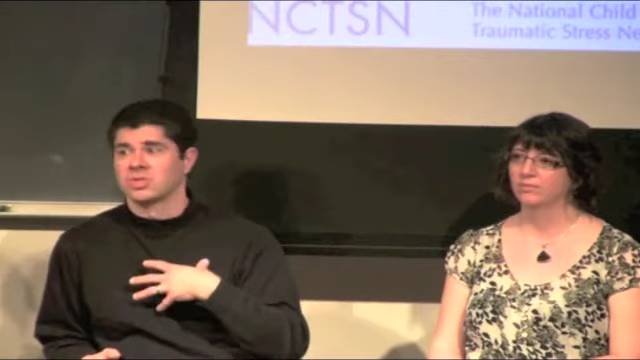 NCTSN
The National Child
Traumatic Stress Ne